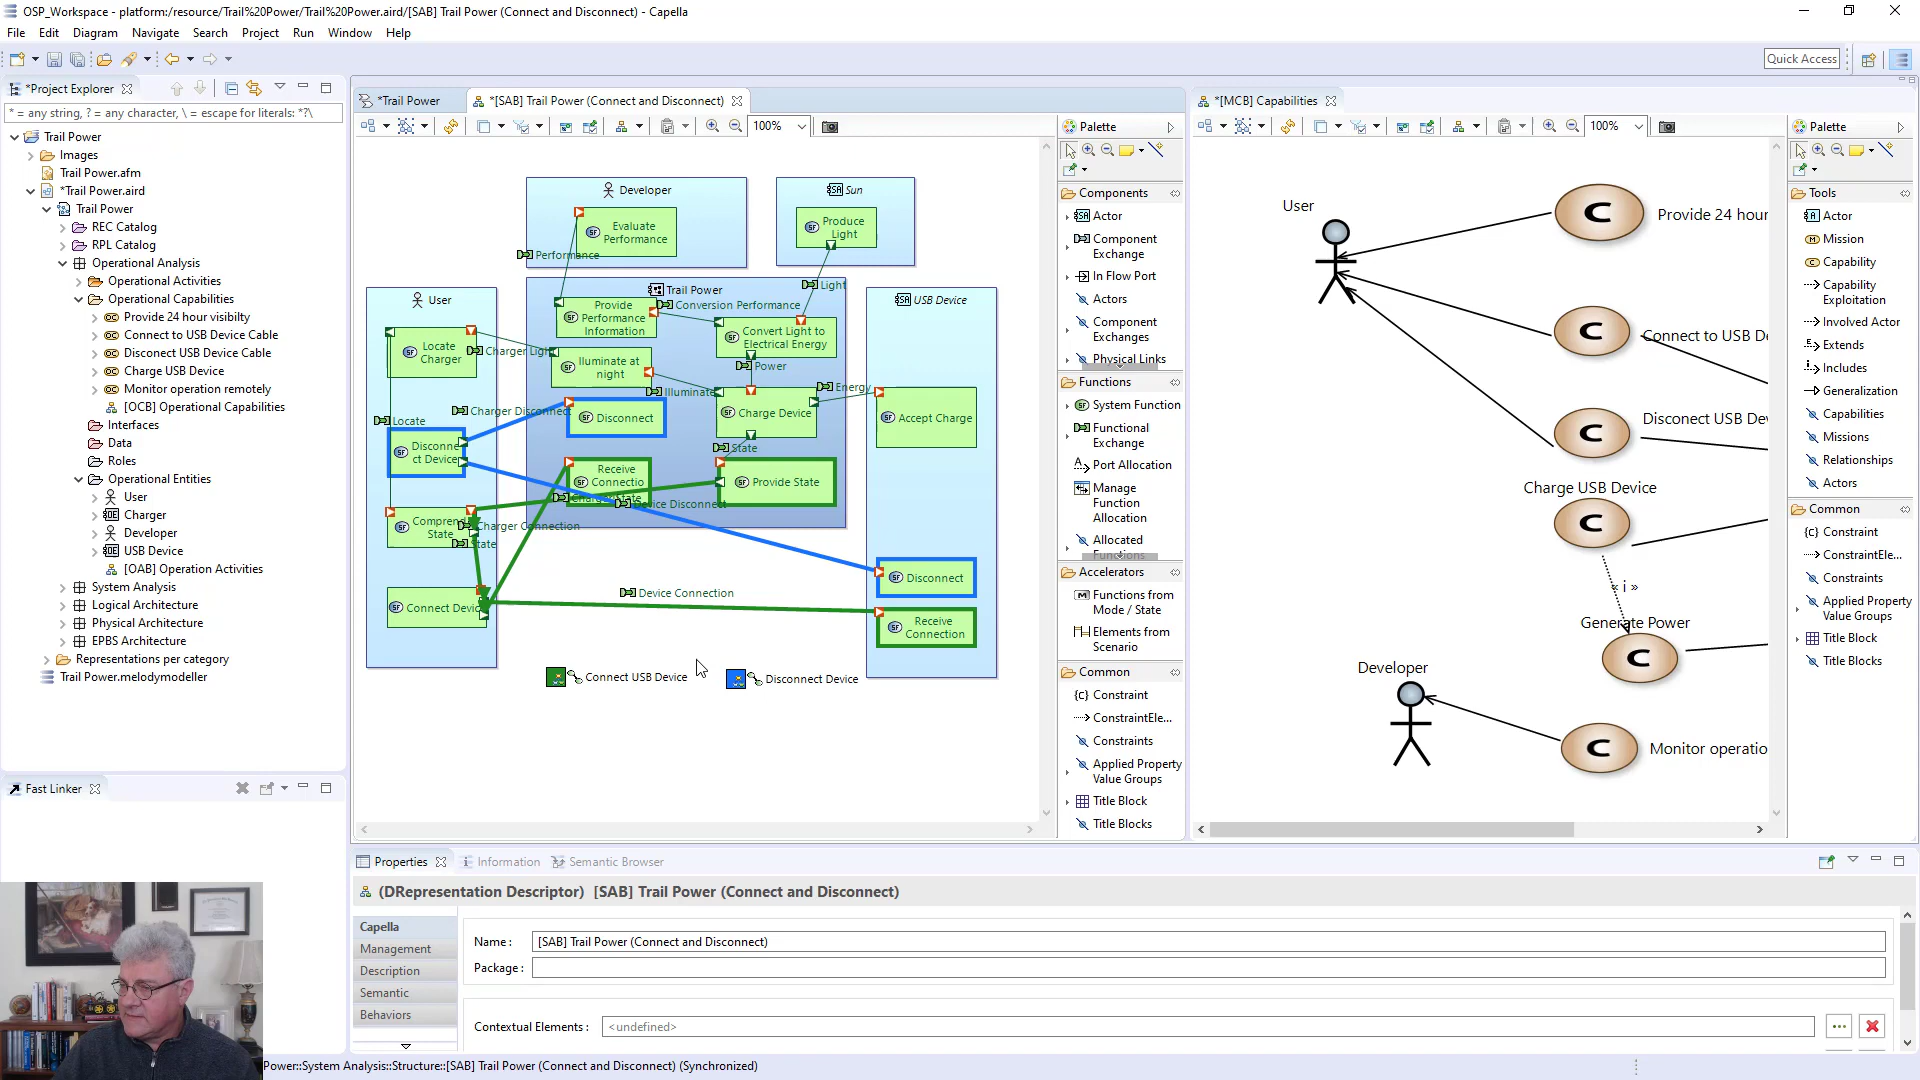 OSP_Workspace - platform:/resource/Trail%20Power/Trail%20Power.aird/[SAB] Trail Power (Connect and Disconnect) - Capella
File Edit Diagram Navigate Search Project Run Window Help
Quick Access
*Project Explorer
* = any string, ? = any character, \ = escape for literals: *?\
Trail Power
Images
Trail Power.afm
*Trail Power.aird
Trail Power
REC Catalog
RPL Catalog
Operational Analysis
Operational Activities
Operational Capabilities
Provide 24 hour visibilty
Connect to USB Device Cable
Disconect USB Device Cable
Charge USB Device
Monitor operation remotely
[OCB] Operational Capabilities
Interfaces
Data
Roles
Operational Entities
User
Charger
Developer
USB Device
[OAB] Operation Activities
System Analysis
Logical Architecture
Physical Architecture
EPBS Architecture
Representations per category
Trail Power.melodymodeller
Fast Linker
*Trail Power
*[SAB] Trail Power (Connect and Disconnect)
100%
Developer
Evaluate
Performance
Performance
Sun
Produce
Light
Light
User
Locate
Charger
Charger Light
Charger Disconnect
Locate
Disconne
ct Device
Charger Connection
State
Connect Devic
Trail Power
Provide
Performance
Information
Conversion Performance
Convert Light to
Electrical Energy
Power
Illuminate at
night
Illuminate
Charge Device
Energy
Disconnect
State
Receive
Connectio
Provide State
Device Disconnect
USB Device
Accept Charge
Disconnect
Receive
Connection
Device Connection
Connect USB Device
Disconnect Device
Palette
Components
Actor
Component
Exchange
In Flow Port
Actors
Component
Exchanges
Physical Links
Functions
System Function
Functional
Exchange
Port Allocation
Manage
Function
Allocation
Allocated
Functions
Accelerators
Functions from
Mode / State
Elements from
Scenario
Common
Constraint
ConstraintEle...
Constraints
Applied Property
Value Groups
Title Block
Title Blocks
*[MCB] Capabilities
100%
User
Provide 24 hour
Connect to USB De
Disconect USB Dev
Charge USB Device
« i »
Generate Power
Developer
Monitor operatio
Palette
Tools
Actor
Mission
Capability
Capability
Exploitation
Involved Actor
Extends
Includes
Generalization
Capabilities
Missions
Relationships
Actors
Common
Constraint
ConstraintEle...
Constraints
Applied Property
Value Groups
Title Block
Title Blocks
Properties
Information
Semantic Browser
(DRepresentation Descriptor) [SAB] Trail Power (Connect and Disconnect)
Capella
Management
Description
Semantic
Behaviors
Name : [SAB] Trail Power (Connect and Disconnect)
Package :
Contextual Elements : <undefined>
Power::System Analysis::Structure::[SAB] Trail Power (Connect and Disconnect) (Synchronized)